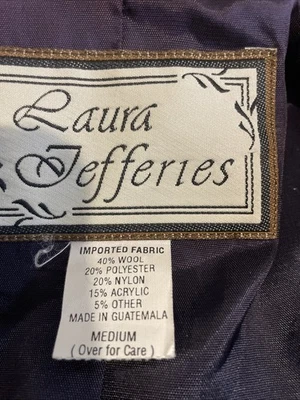 Laura
Jefferies
IMPORTED FABRIC
40% WOOL
20% POLYESTER
20% NYLON
15% ACRYLIC
5% OTHER
MADE IN GUATEMALA
MEDIUM
( Over for Care )